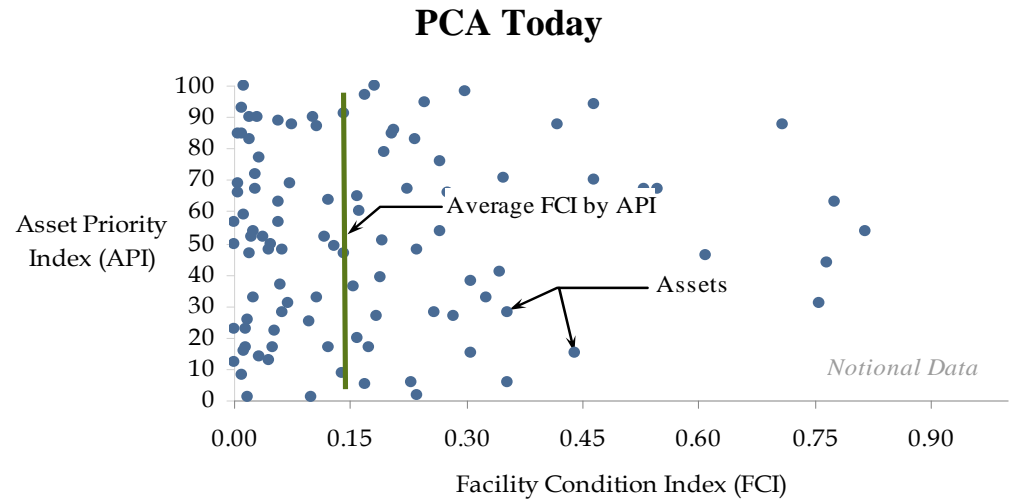 PCA Today
100
90
80
70
60
50
40
30
20
10
0
Asset Priority
Index (API)
Average FCI by API
Assets
Notional Data
0.00 0.15 0.30 0.45 0.60 0.75 0.90
Facility Condition Index (FCI)